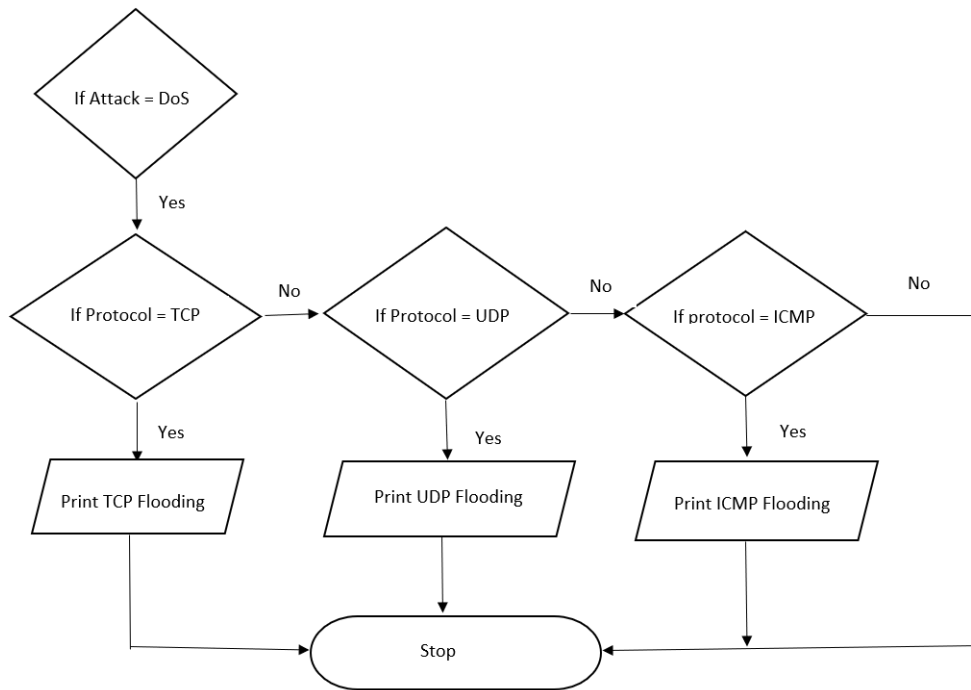 If Attack = DoS
Yes
If Protocol = TCP
No
If Protocol = UDP
No
If protocol = ICMP
No
Yes
Yes
Yes
Print TCP Flooding
Print UDP Flooding
Print ICMP Flooding
Stop